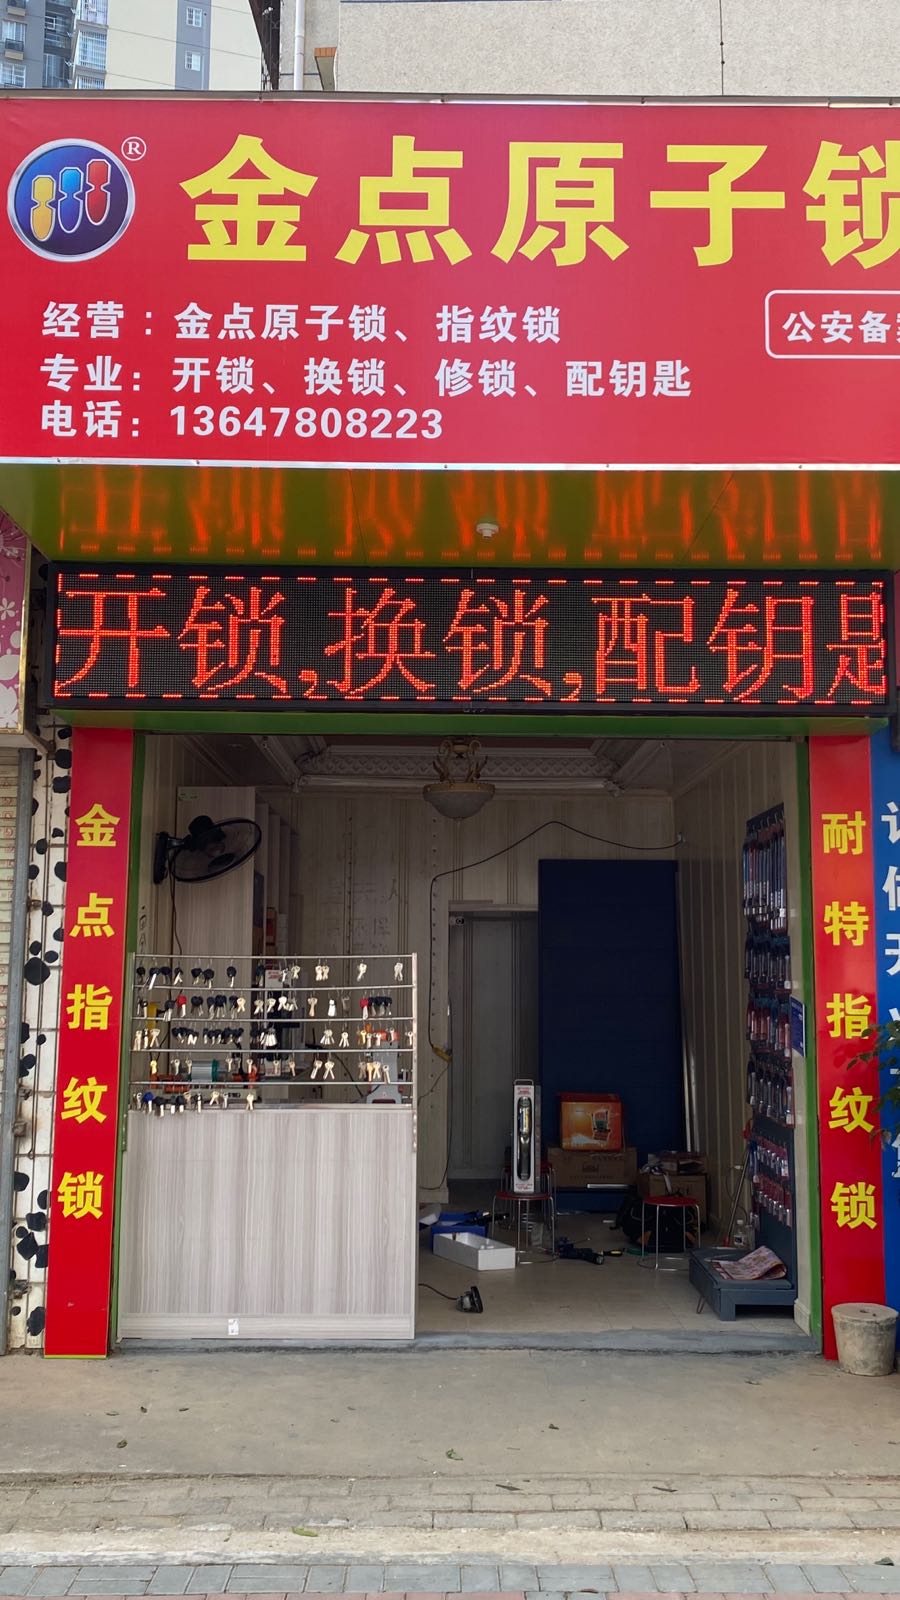 ®
金点原子锁
经营：金点原子锁、指纹锁
公安备案
专业：开锁、换锁、修锁、配钥匙
电话：13647808223
开锁,换锁,配钥匙
金点指纹锁
耐特指纹锁